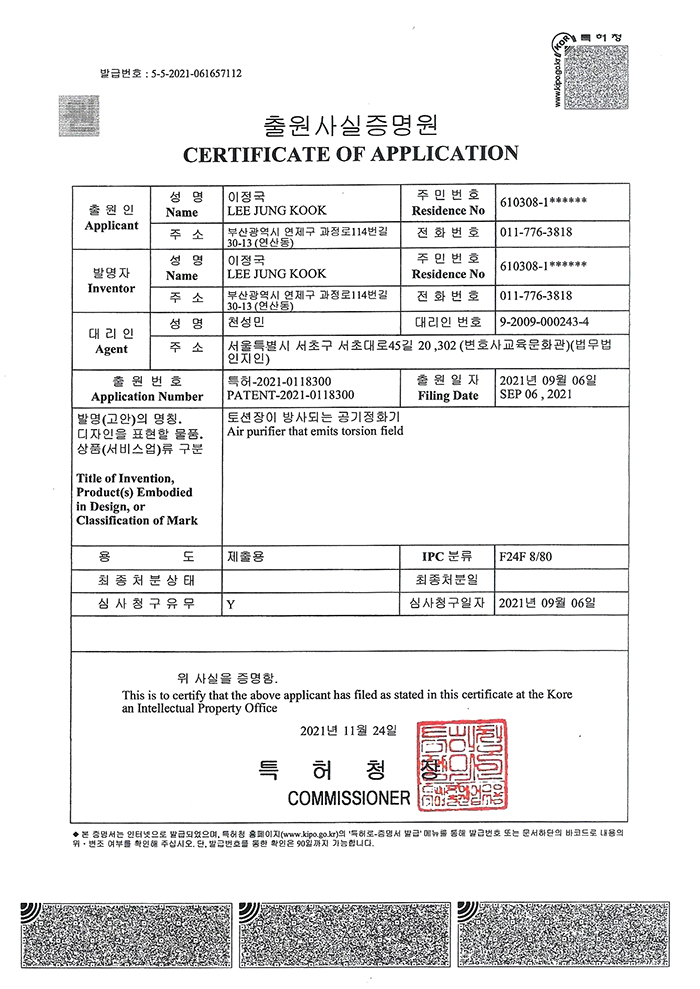 KOR 특허청
www.kipo.go.kr
발급번호 : 5-5-2021-061657112
출원사실증명원
CERTIFICATE OF APPLICATION
출원인
Applicant
성 명
Name
이정국
LEE JUNG KOOK
주민번호
Residence No
610308-1******
주 소
부산광역시 연제구 과정로114번길
30-13 (연산동)
전화번호
011-776-3818
발명자
Inventor
성 명
Name
이정국
LEE JUNG KOOK
주민번호
Residence No
610308-1******
주 소
부산광역시 연제구 과정로114번길
30-13 (연산동)
전화번호
011-776-3818
대리인
Agent
성 명
천성민
대리인 번호
9-2009-000243-4
주 소
서울특별시 서초구 서초대로45길 20 ,302 (변호사교육문화관)(법무법
인지인)
출원번호
Application Number
특허-2021-0118300
PATENT-2021-0118300
출원일자
Filing Date
2021년 09월 06일
SEP 06 , 2021
발명(고안)의 명칭.
디자인을 표현할 물품.
상품(서비스업)류 구분
Title of Invention,
Product(s) Embodied
in Design, or
Classification of Mark
토션장이 방사되는 공기정화기
Air purifier that emits torsion field
용 도
제출용
IPC 분류
F24F 8/80
최종처분상태
최종처분일
심사청구유무
Y
심사청구일자
2021년 09월 06일
위 사실을 증명함.
This is to certify that the above applicant has filed as stated in this certificate at the Kore
an Intellectual Property Office
2021년 11월 24일
특 허 청 장
COMMISSIONER
◆ 본 증명서는 인터넷으로 발급되었으며, 특허청 홈페이지(www.kipo.go.kr)의 '특허로-증명서 발급' 메뉴를 통해 발급번호 또는 문서하단의 바코드로 내용의
위·변조 여부를 확인해 주십시오. 단, 발급번호를 통한 확인은 90일까지 가능합니다.